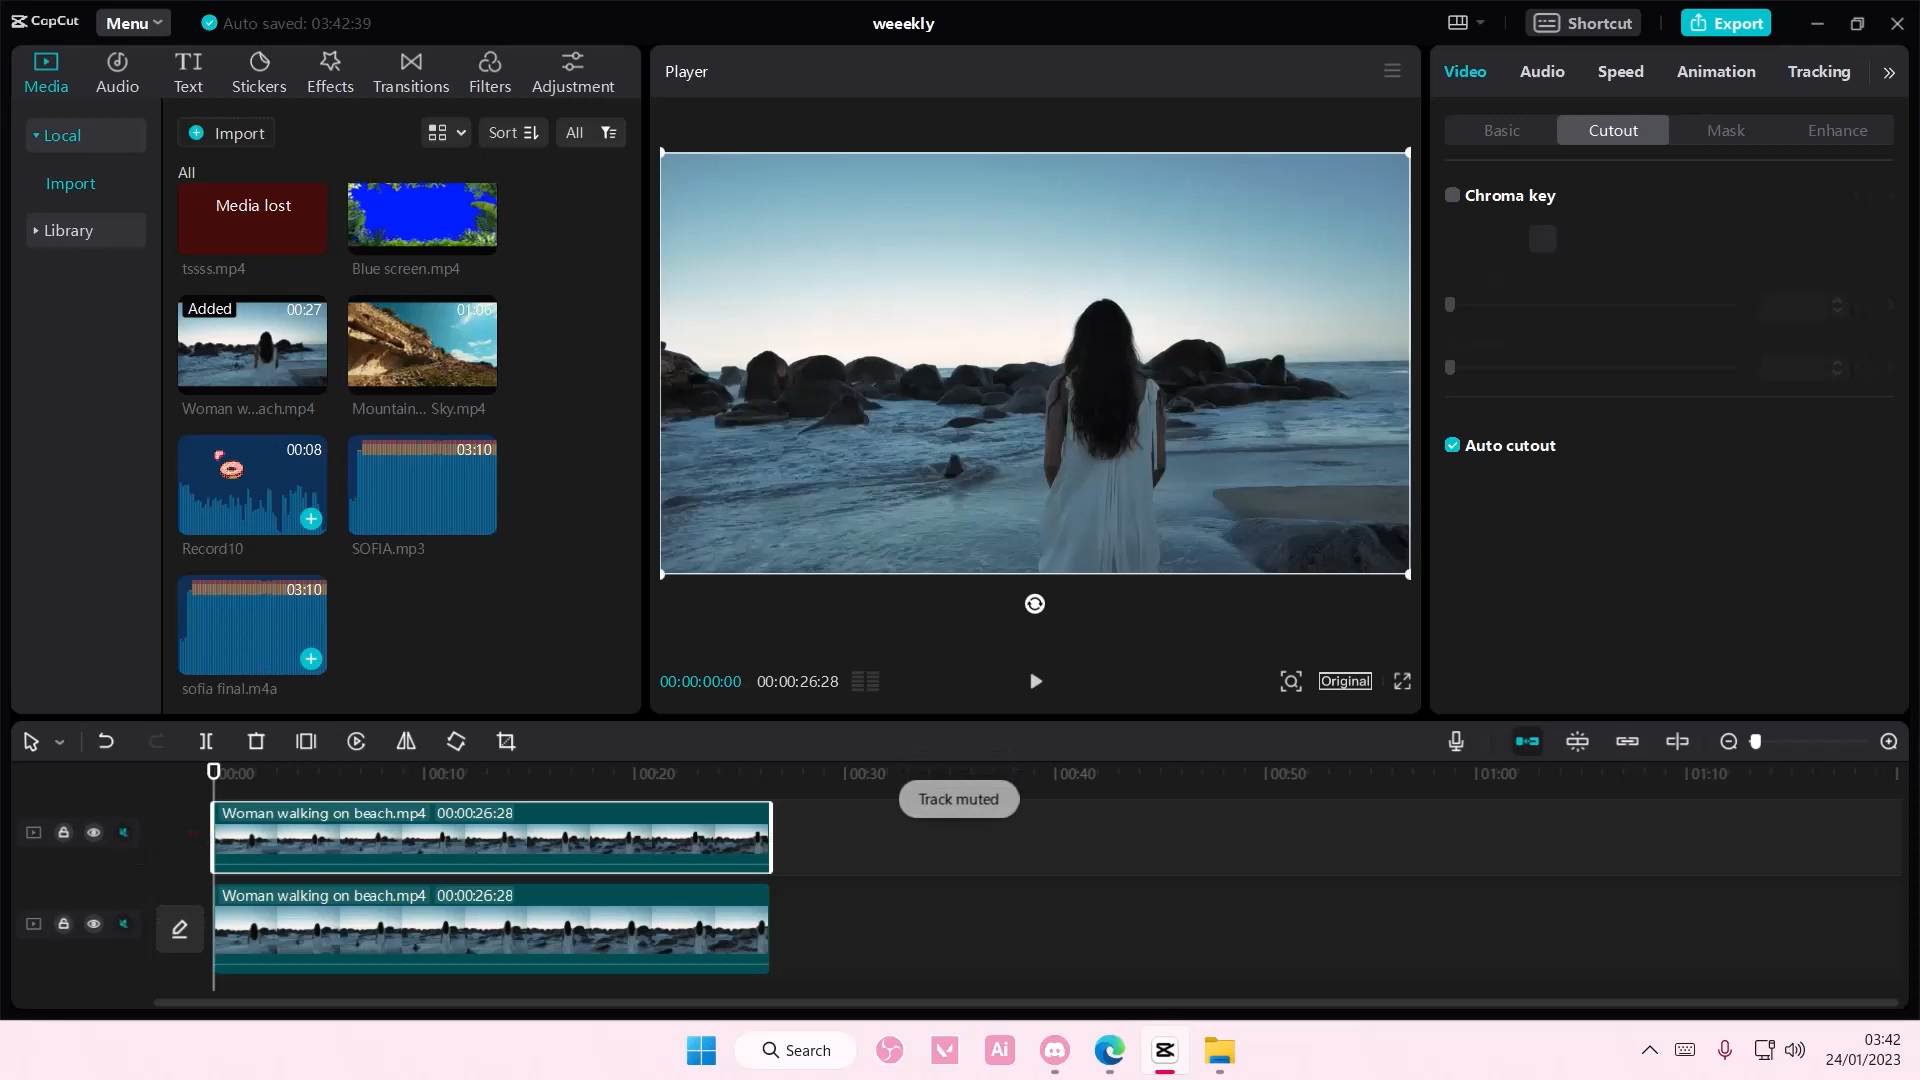 CapCut
Menu
Auto saved: 03:42:39
weeekly
Shortcut
Export
Media
Audio
Text
Stickers
Effects
Transitions
Filters
Adjustment
Local
Import
Library
Import
Sort
All
All
Media lost
tssss.mp4
Blue screen.mp4
Added
00:27
Woman w...ach.mp4
01:06
Mountain... Sky.mp4
00:08
Record10
03:10
SOFIA.mp3
03:10
sofia final.m4a
Player
00:00:00:00
00:00:26:28
Original
Video
Audio
Speed
Animation
Tracking
Basic
Cutout
Mask
Enhance
Chroma key
Auto cutout
00:00
00:10
00:20
00:30
00:40
00:50
01:00
01:10
Track muted
Woman walking on beach.mp4 00:00:26:28
Woman walking on beach.mp4 00:00:26:28
Search
Ai
03:42
24/01/2023